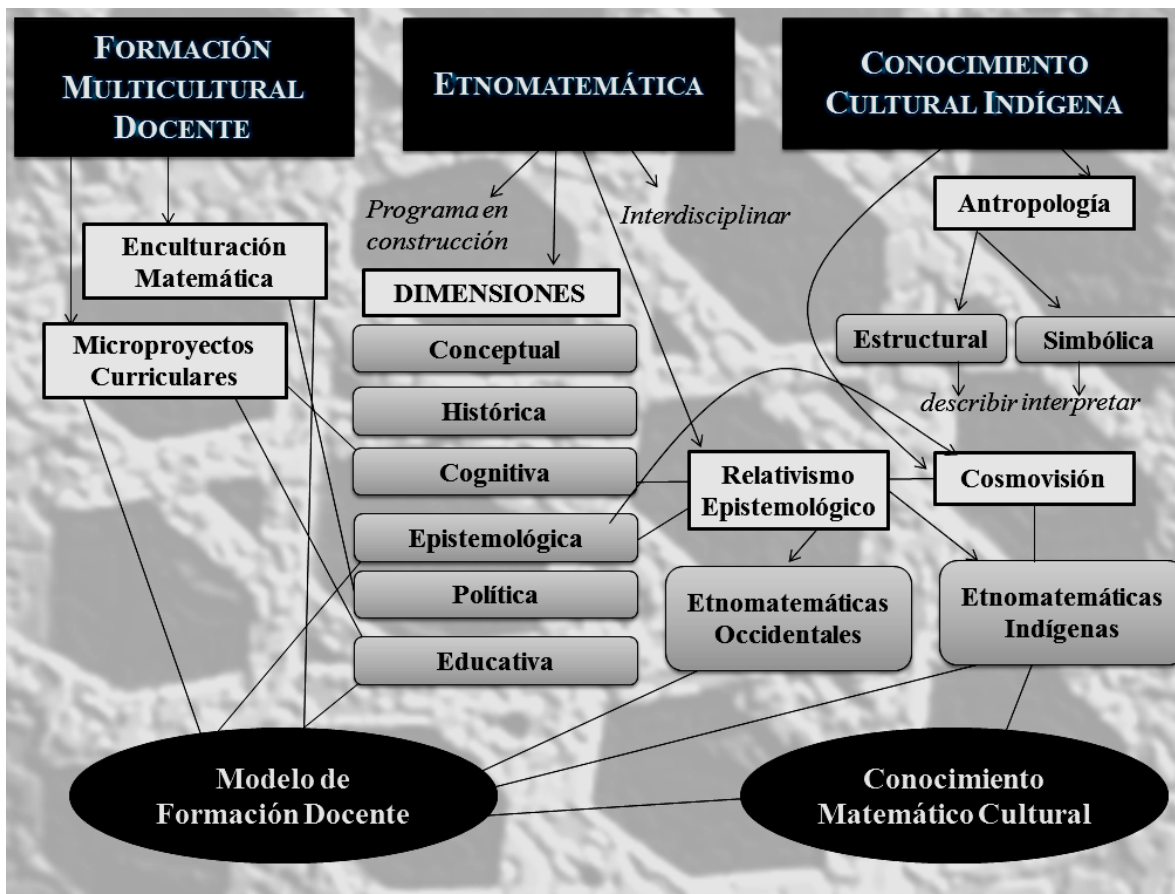 FORMACIÓN
MULTICULTURAL
DOCENTE
ETNOMATEMÁTICA
CONOCIMIENTO
CULTURAL INDÍGENA
Antropología
Programa en
construcción
Interdisciplinar
Enculturación
Matemática
DIMENSIONES
Microproyectos
Curriculares
Conceptual
Estructural
Simbólica
describir interpretar
Histórica
Cognitiva
Relativismo
Epistemológico
Cosmovisión
Epistemológica
Política
Etnomatemáticas
Occidentales
Etnomatemáticas
Indígenas
Educativa
Modelo de
Formación Docente
Conocimiento
Matemático Cultural